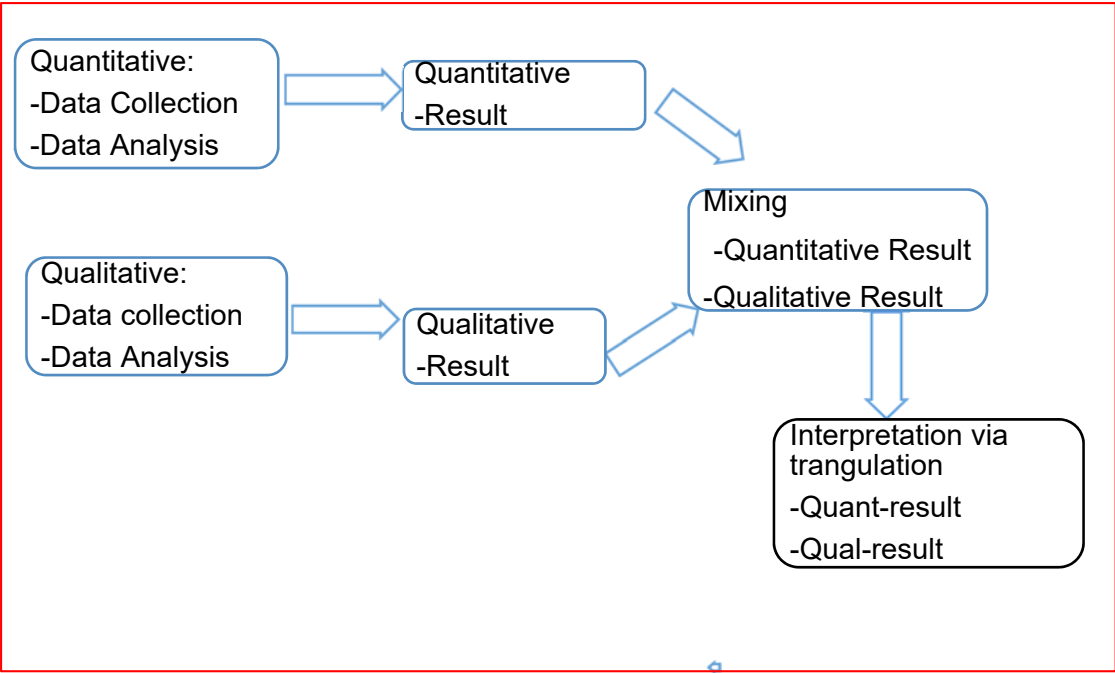 Quantitative:
-Data Collection
-Data Analysis
Quantitative
-Result
Mixing
-Quantitative Result
-Qualitative Result
Qualitative:
-Data collection
-Data Analysis
Qualitative
-Result
Interpretation via
trangulation
-Quant-result
-Qual-result